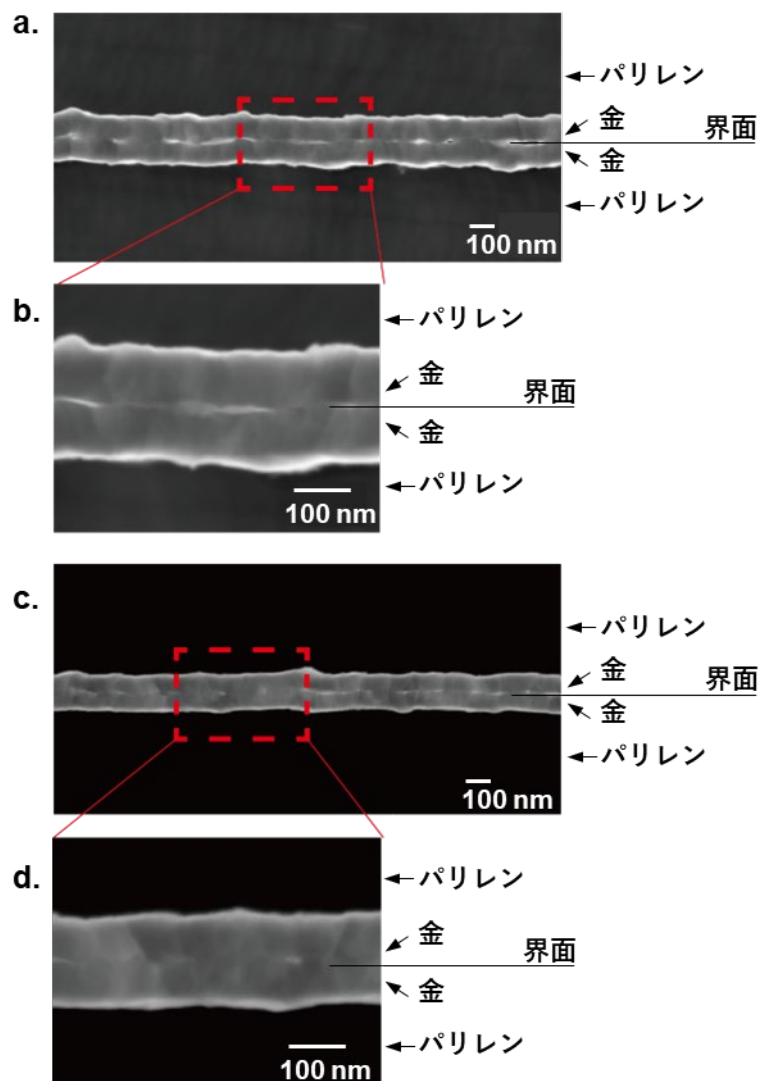 a.
パリレン
金
界面
金
パリレン
100 nm
b.
パリレン
金
界面
金
パリレン
100 nm
c.
パリレン
金
界面
金
パリレン
100 nm
d.
パリレン
金
界面
金
パリレン
100 nm